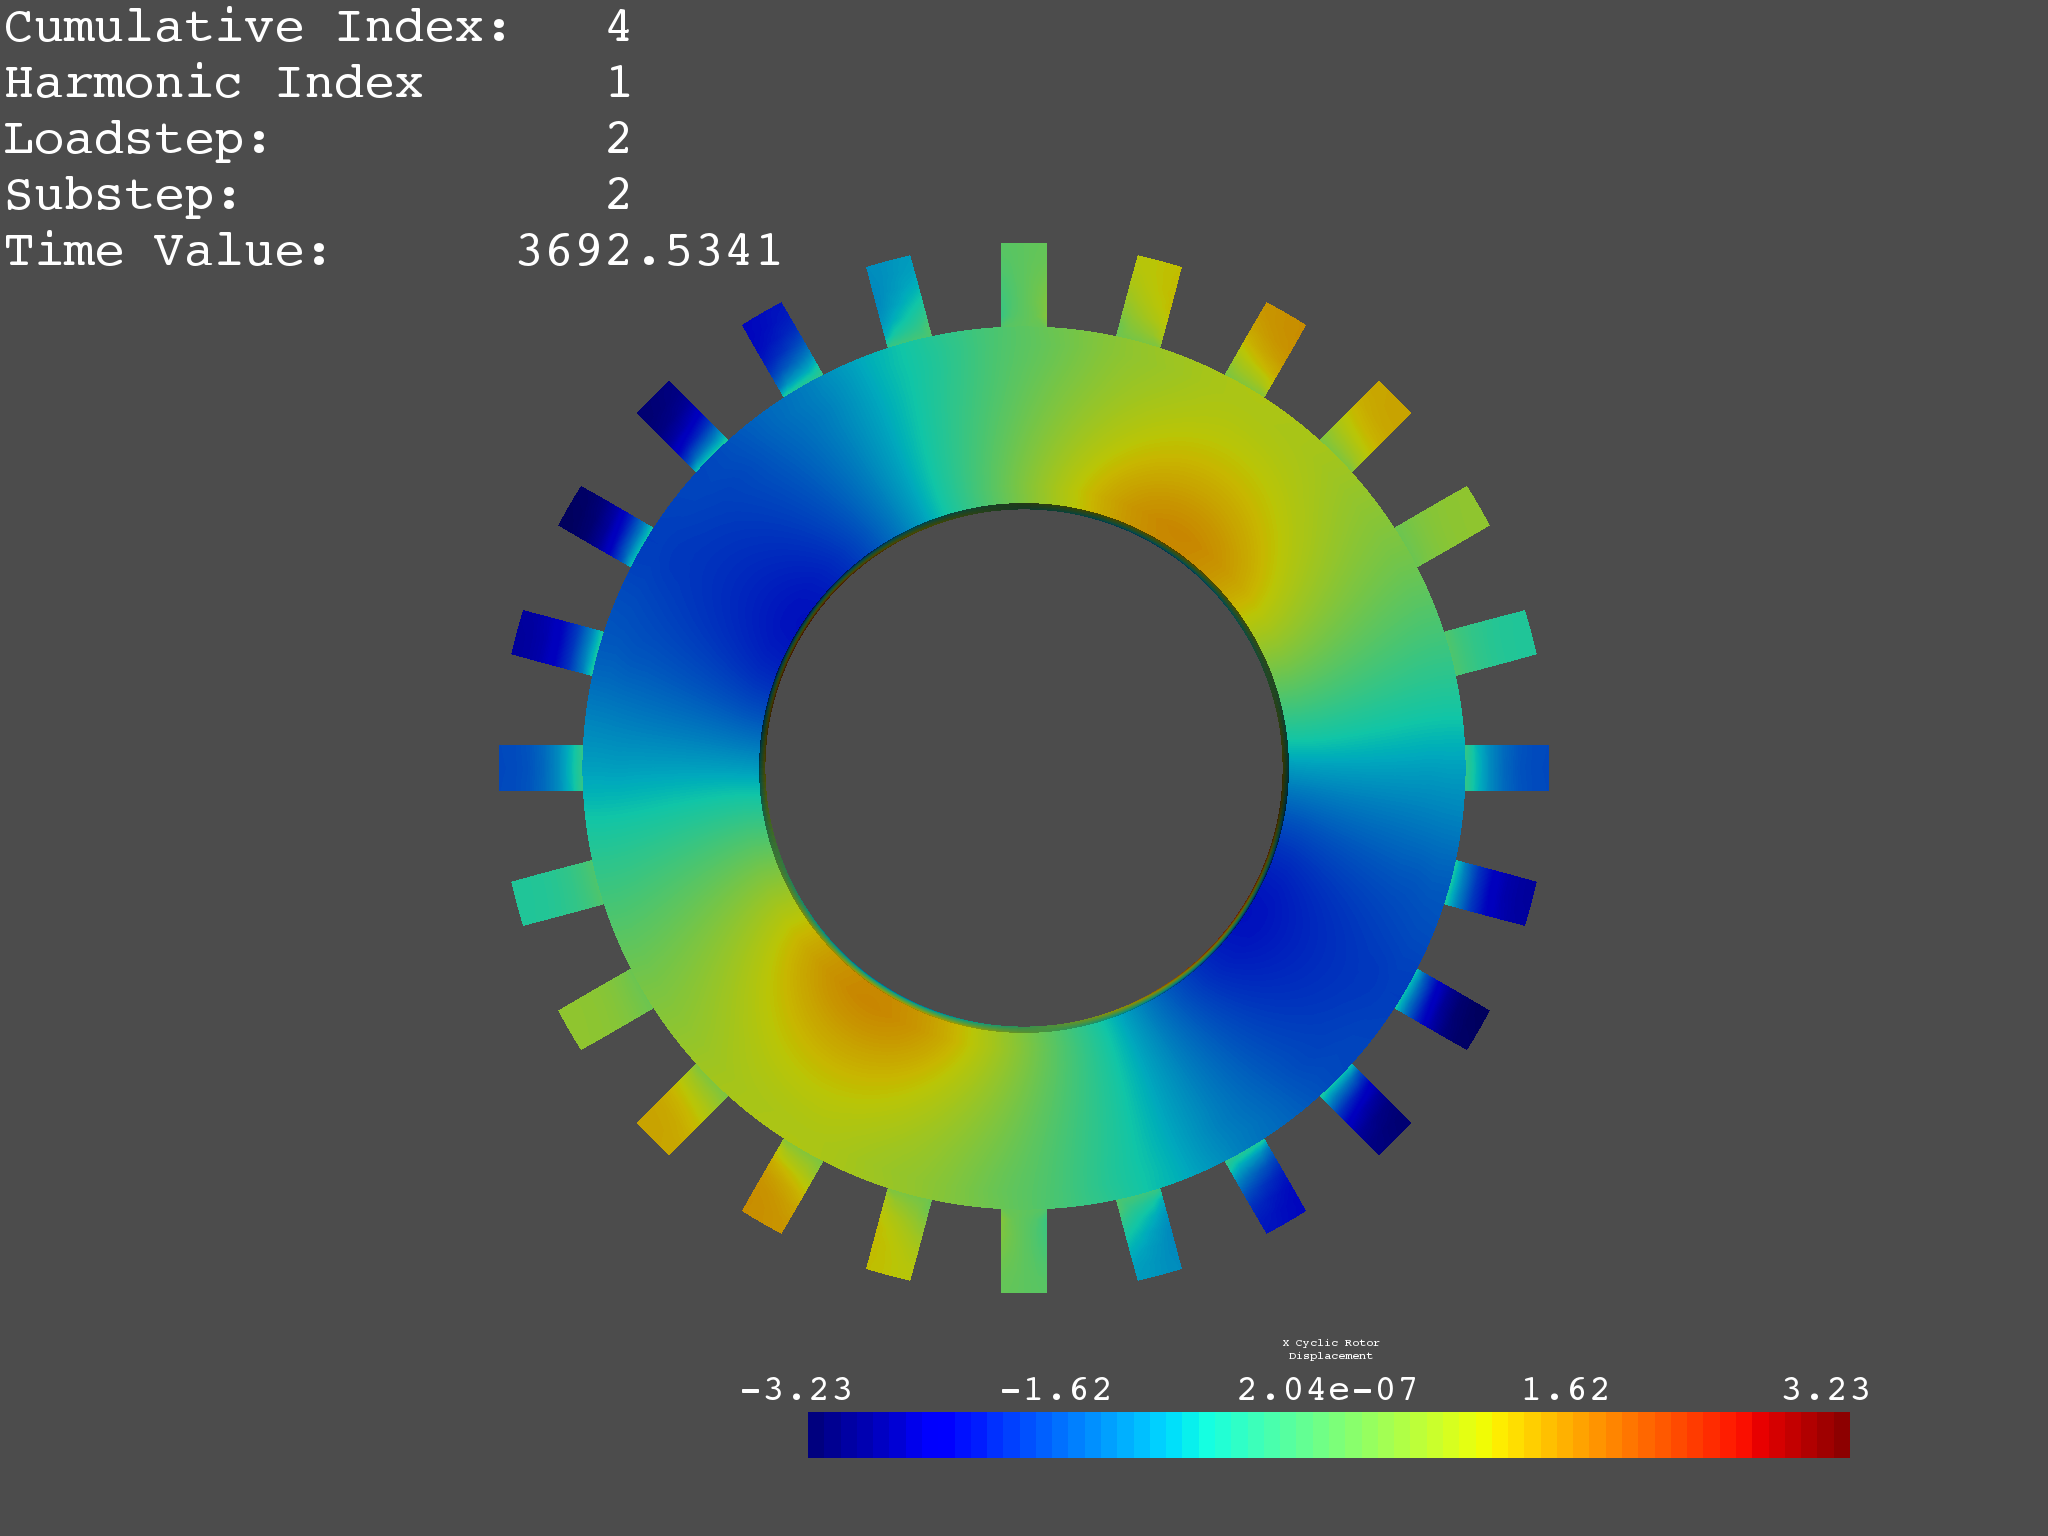 Cumulative Index: 4
Harmonic Index 1
Loadstep: 2
Substep: 2
Time Value: 3692.5341
X Cyclic Rotor
Displacement
-3.23 -1.62 2.04e-07 1.62 3.23